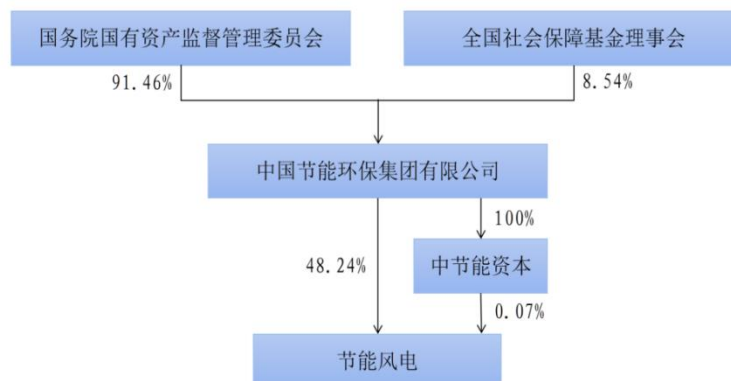 国务院国有资产监督管理委员会
全国社会保障基金理事会
91.46%
8.54%
中国节能环保集团有限公司
100%
48.24%
中节能资本
0.07%
节能风电